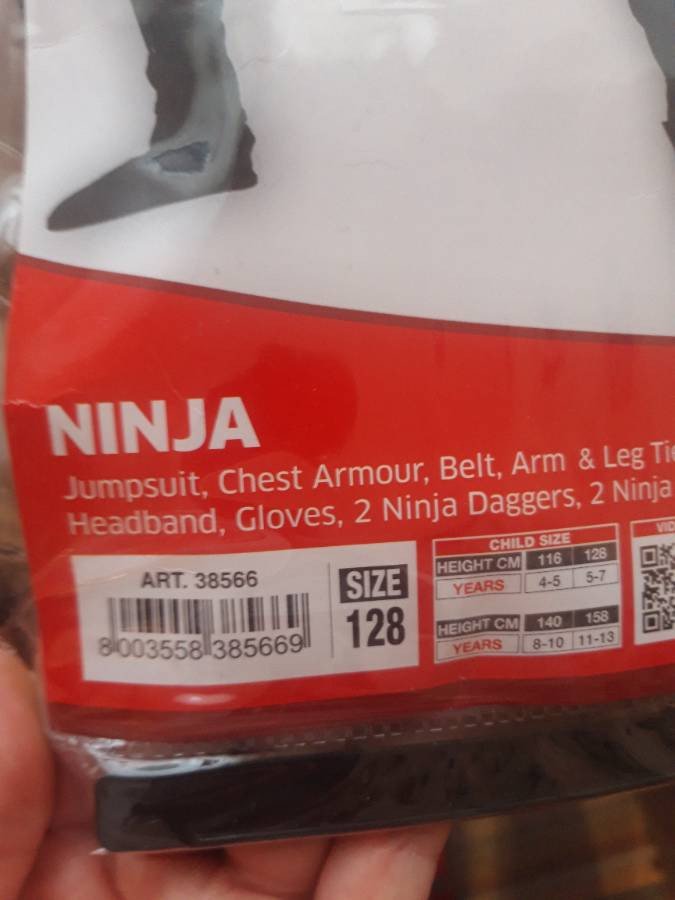 NINJA
Jumpsuit, Chest Armour, Belt, Arm & Leg
Headband, Gloves, 2 Ninja Daggers, 2 Ninja
ART. 38566
8 003558 385669
SIZE
128
CHILD SIZE
HEIGHT CM 116 128
YEARS 4-5 5-7
HEIGHT CM 140 158
YEARS 8-10 11-13